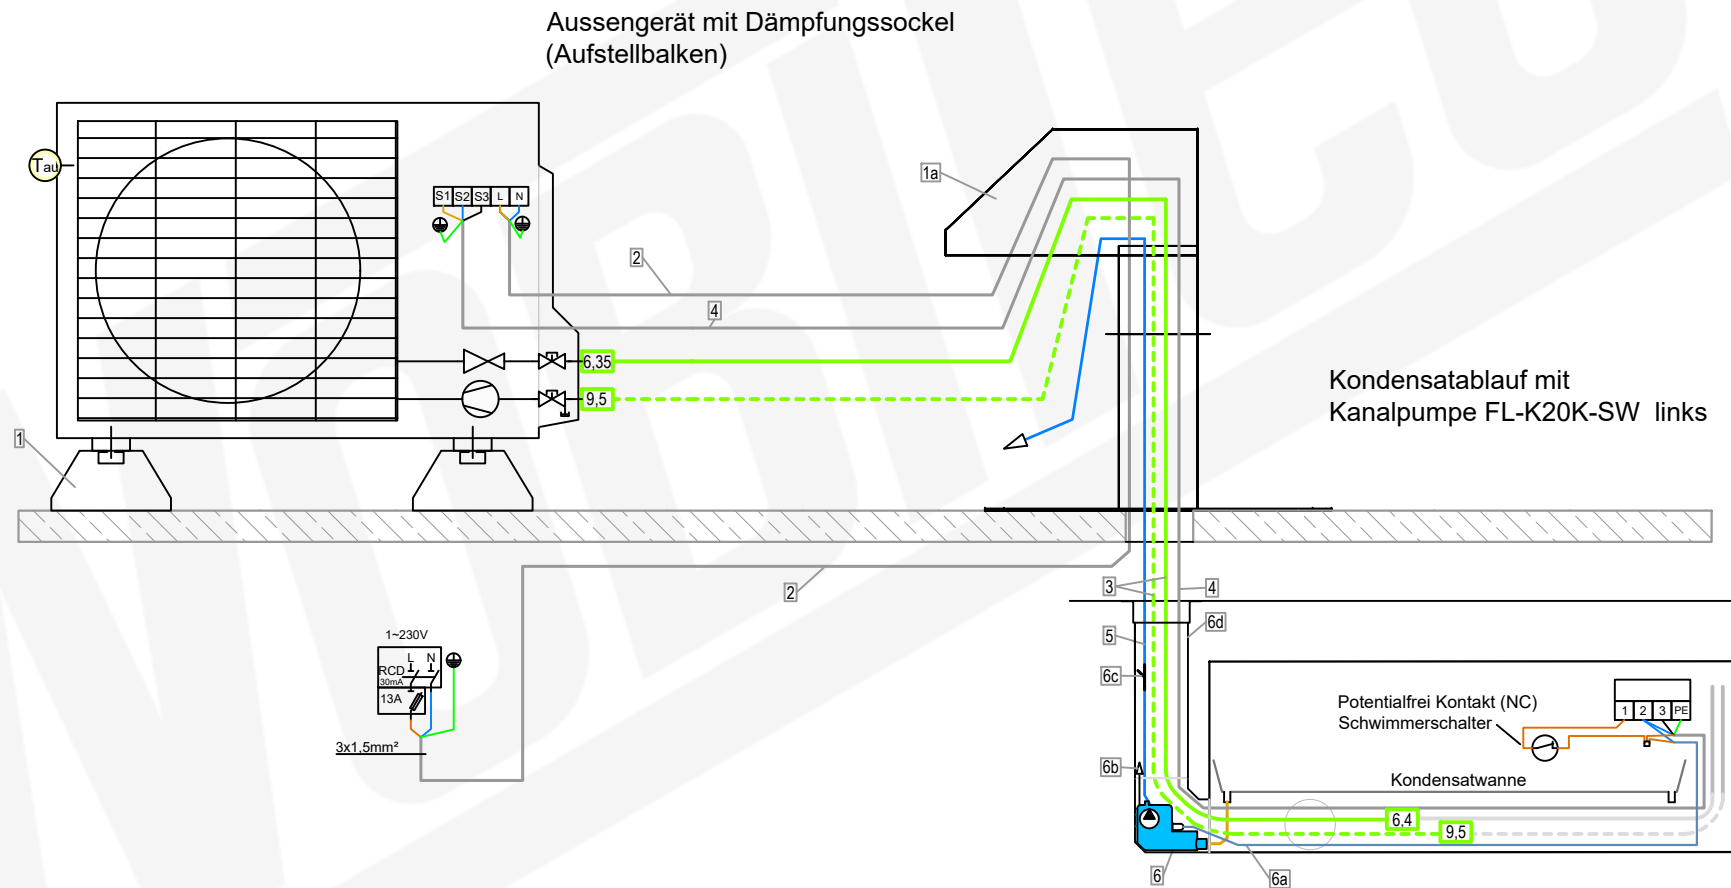 Aussengerät mit Dämpfungssockel
(Aufstellbalken)
Tau
S1 S2 S3 L N
1a
2
4
6,35
9,5
Kondensatablauf mit
Kanalpumpe FL-K20K-SW links
1
2
3
4
5
6d
6c
1~230V
L N
RCD
30mA
13A
3x1,5mm²
Potentialfrei Kontakt (NC)
Schwimmerschalter
1 2 3 PE
6b
Kondensatwanne
6,4
9,5
6
6a